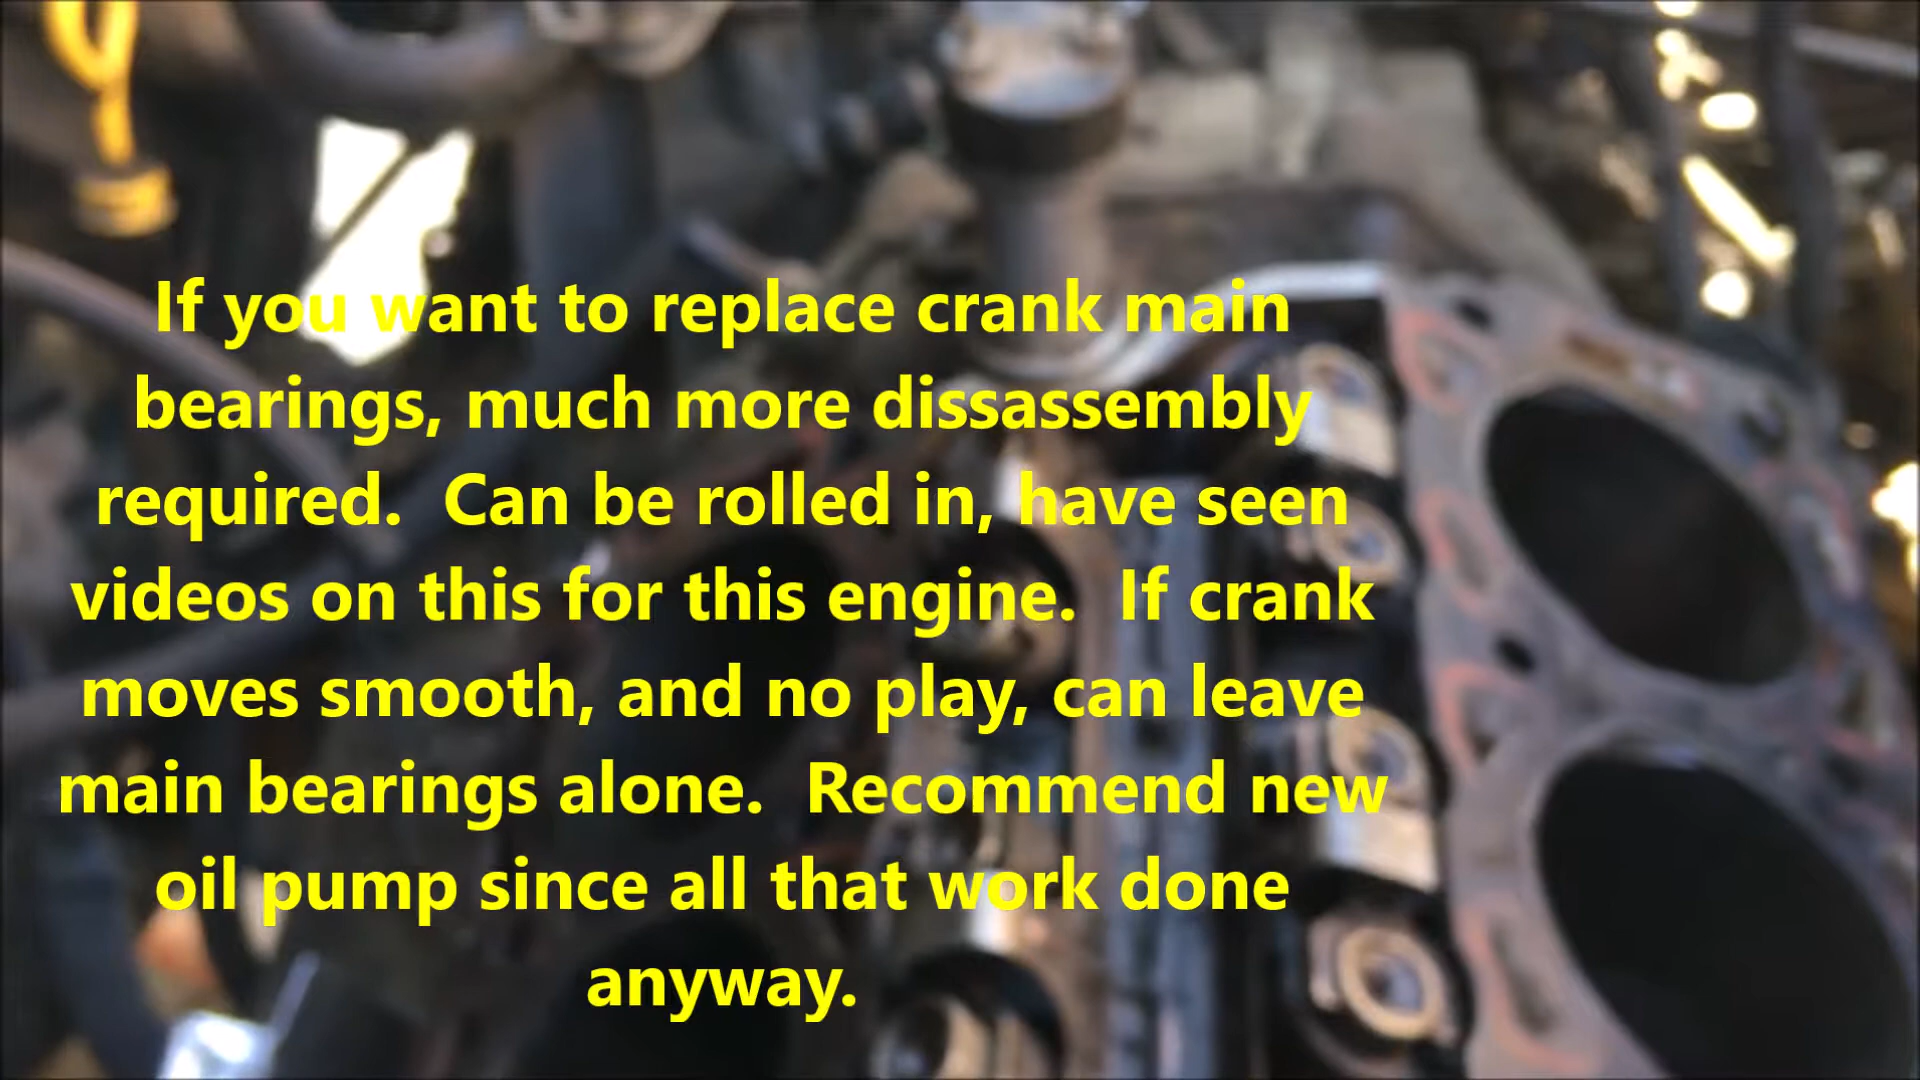 If you want to replace crank main
bearings, much more dissassembly
required.  Can be rolled in, have seen
videos on this for this engine.  If crank
moves smooth, and no play, can leave
main bearings alone.  Recommend new
oil pump since all that work done
anyway.